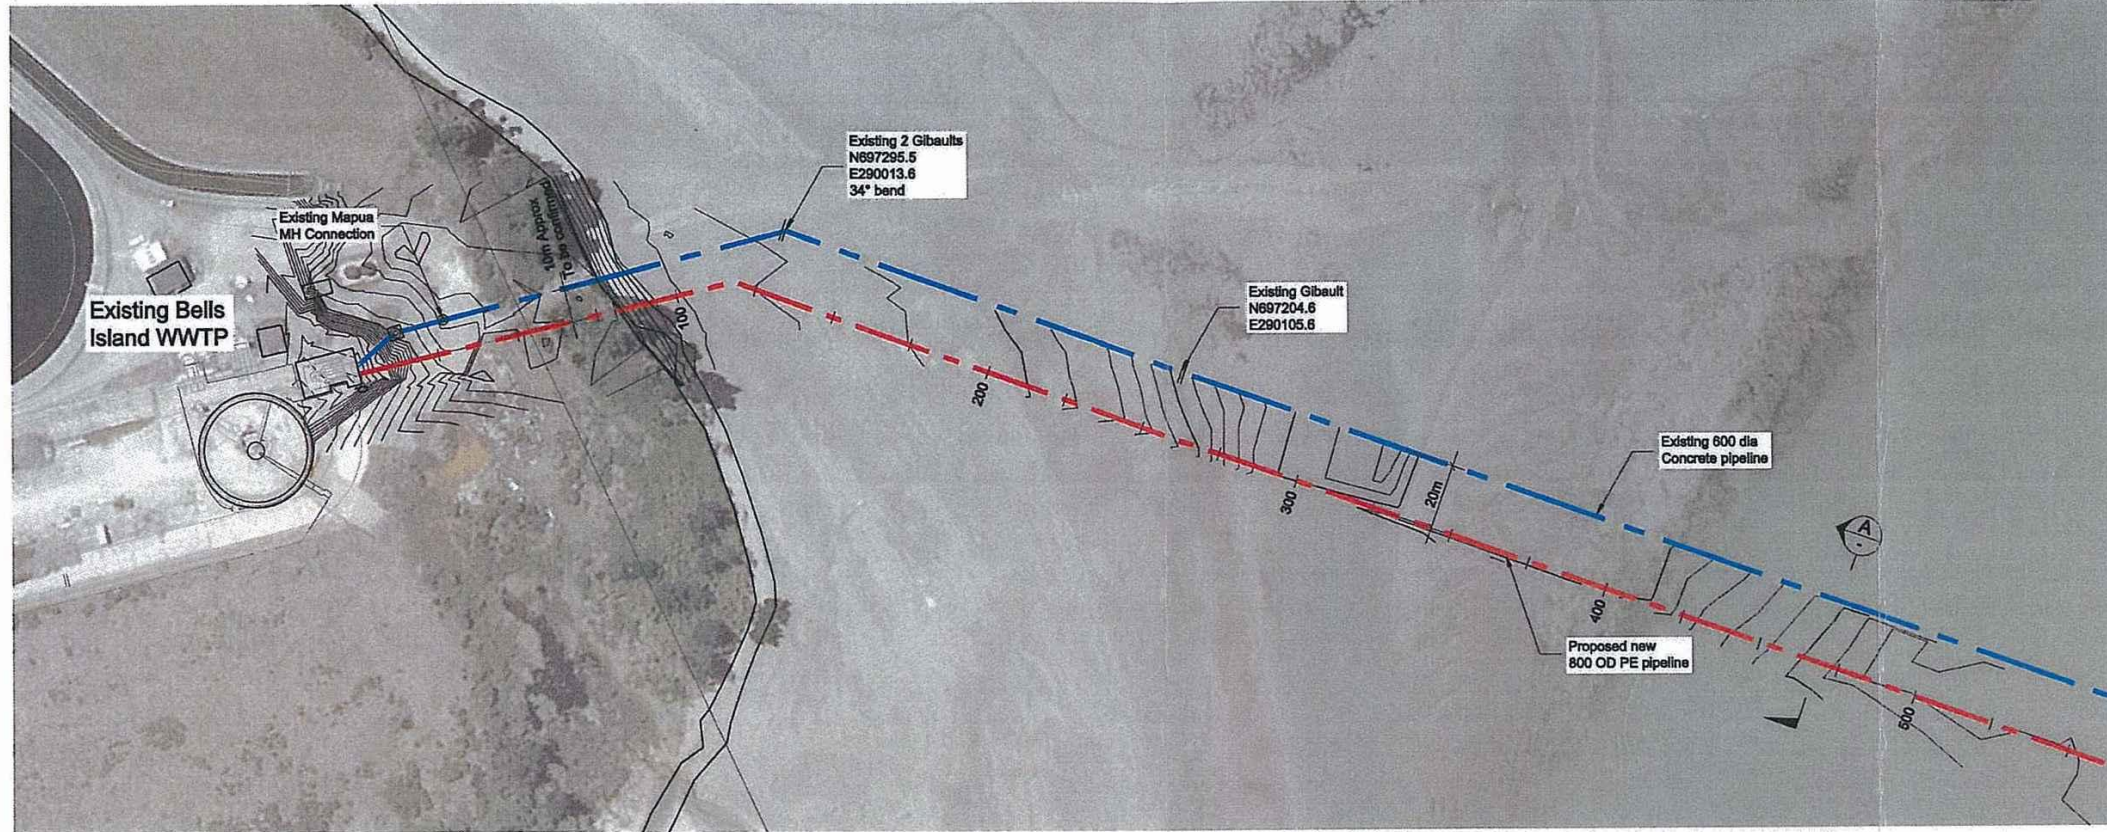 Existing 2 Gibaults
N697295.5
E290013.6
34° bend
Existing Mapua
MH Connection
10m Approx
To be confirmed
Existing Bells
Island WWTP
100
Existing Gibault
N697204.6
E290105.6
200
Existing 600 dia
Concrete pipeline
300
20m
A
400
Proposed new
800 OD PE pipeline
500